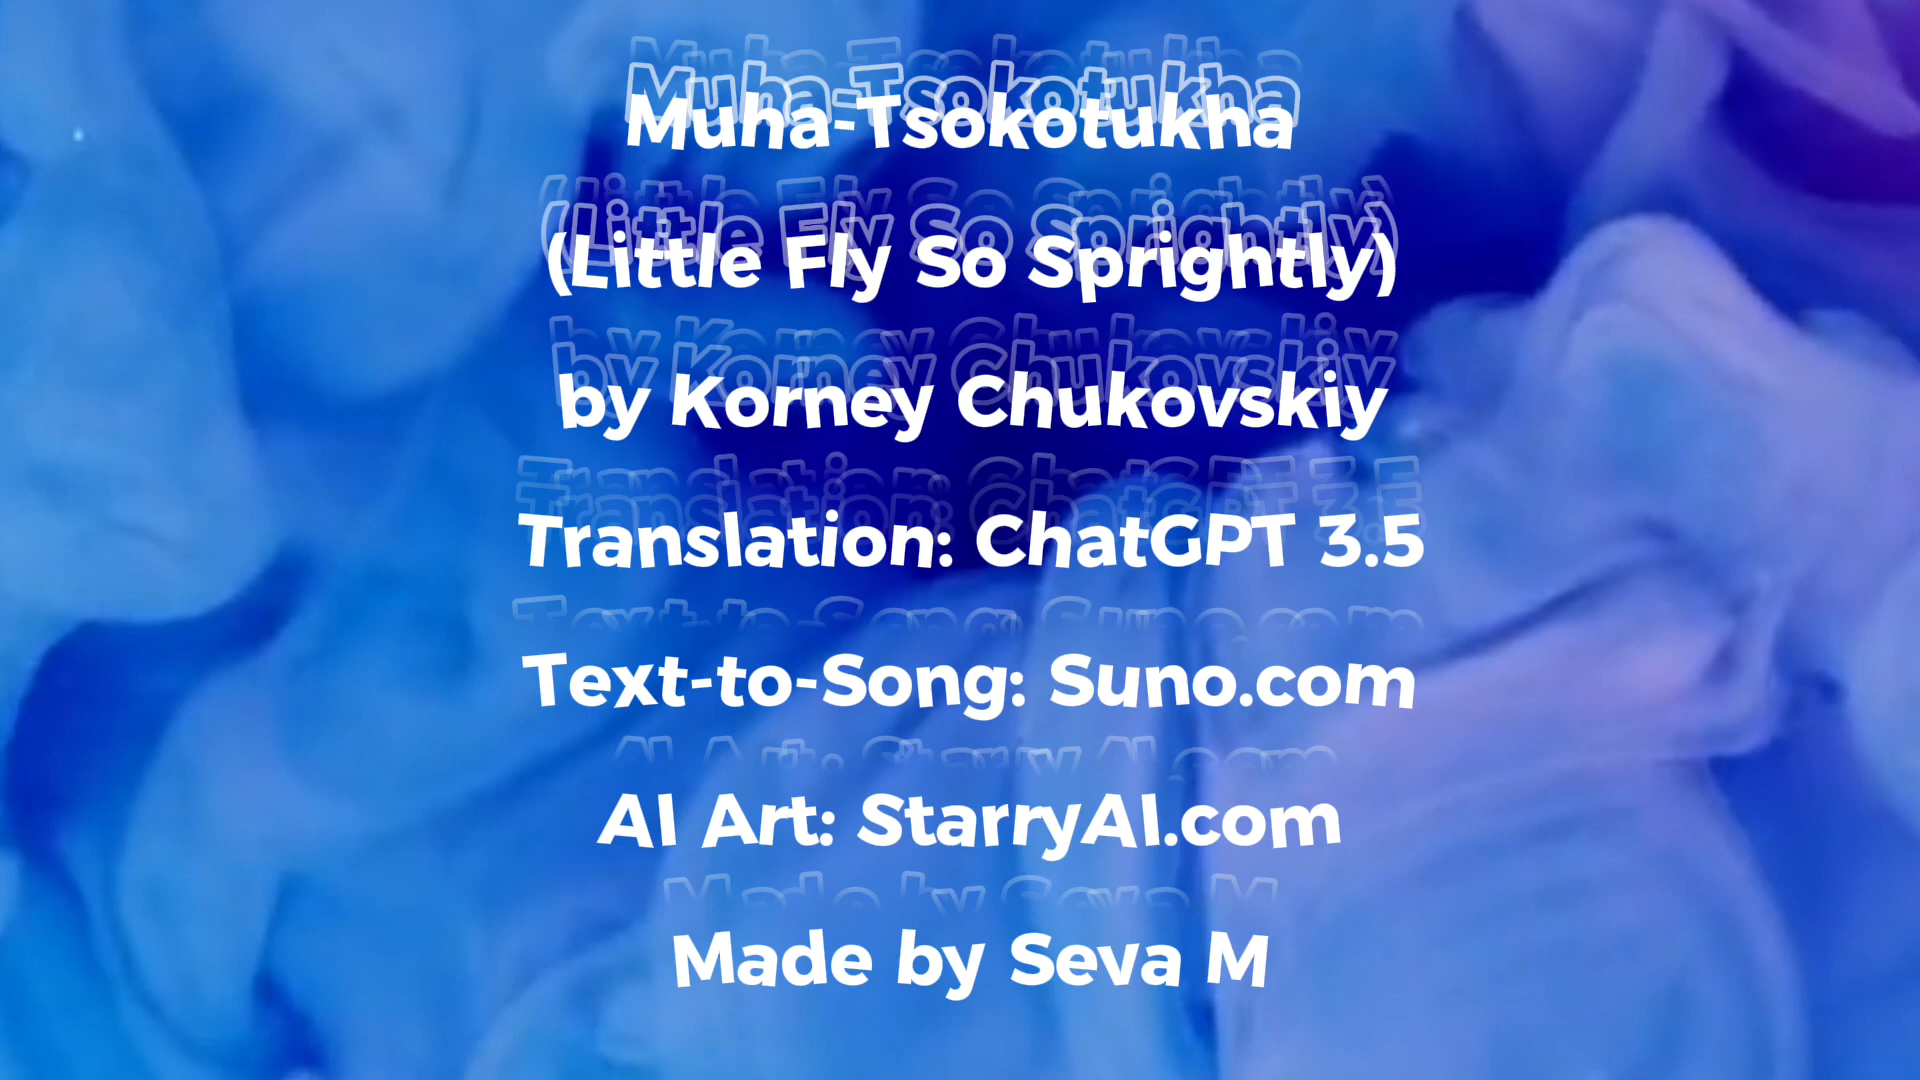 Muha-Tsokotukha
(Little Fly So Sprightly)
by Korney Chukovskiy
Translation: ChatGPT 3.5
Text-to-Song: Suno.com
AI Art: StarryAI.com
Made by Seva M